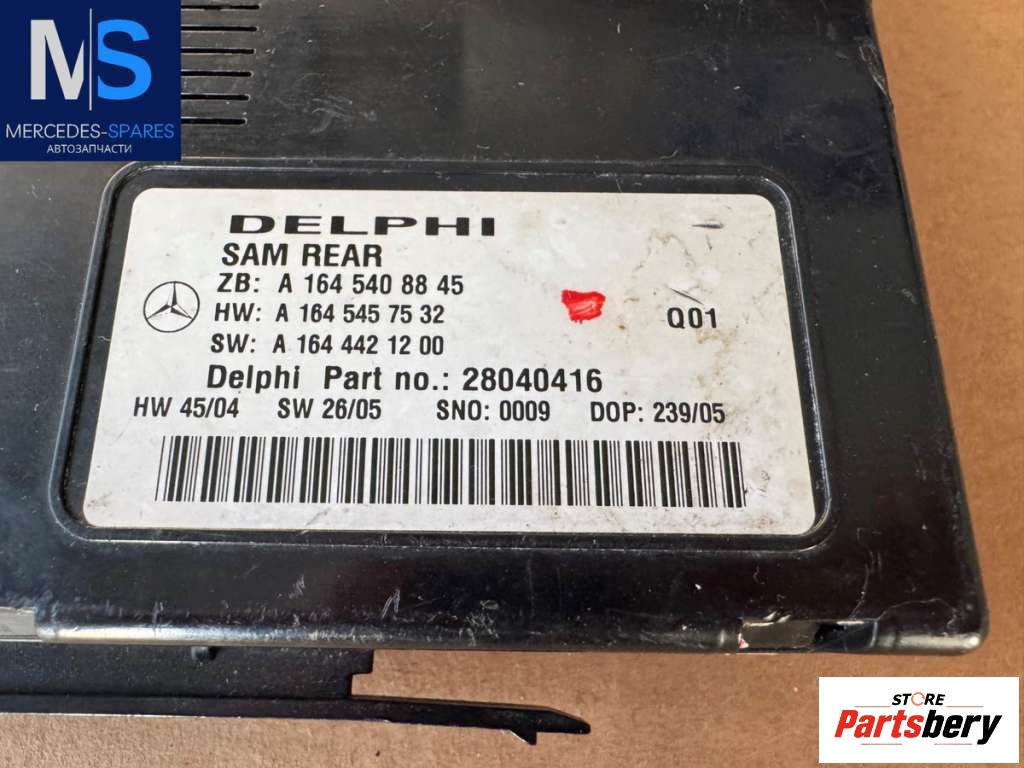 M|S
MERCEDES-SPARES
АВТОЗАПЧАСТИ
DELPHI
SAM REAR
ZB: A 164 540 88 45
HW: A 164 545 75 32
SW: A 164 442 12 00
Q01
Delphi Part no.: 28040416
HW 45/04 SW 26/05 SNO: 0009 DOP: 239/05
STORE
Partsbery